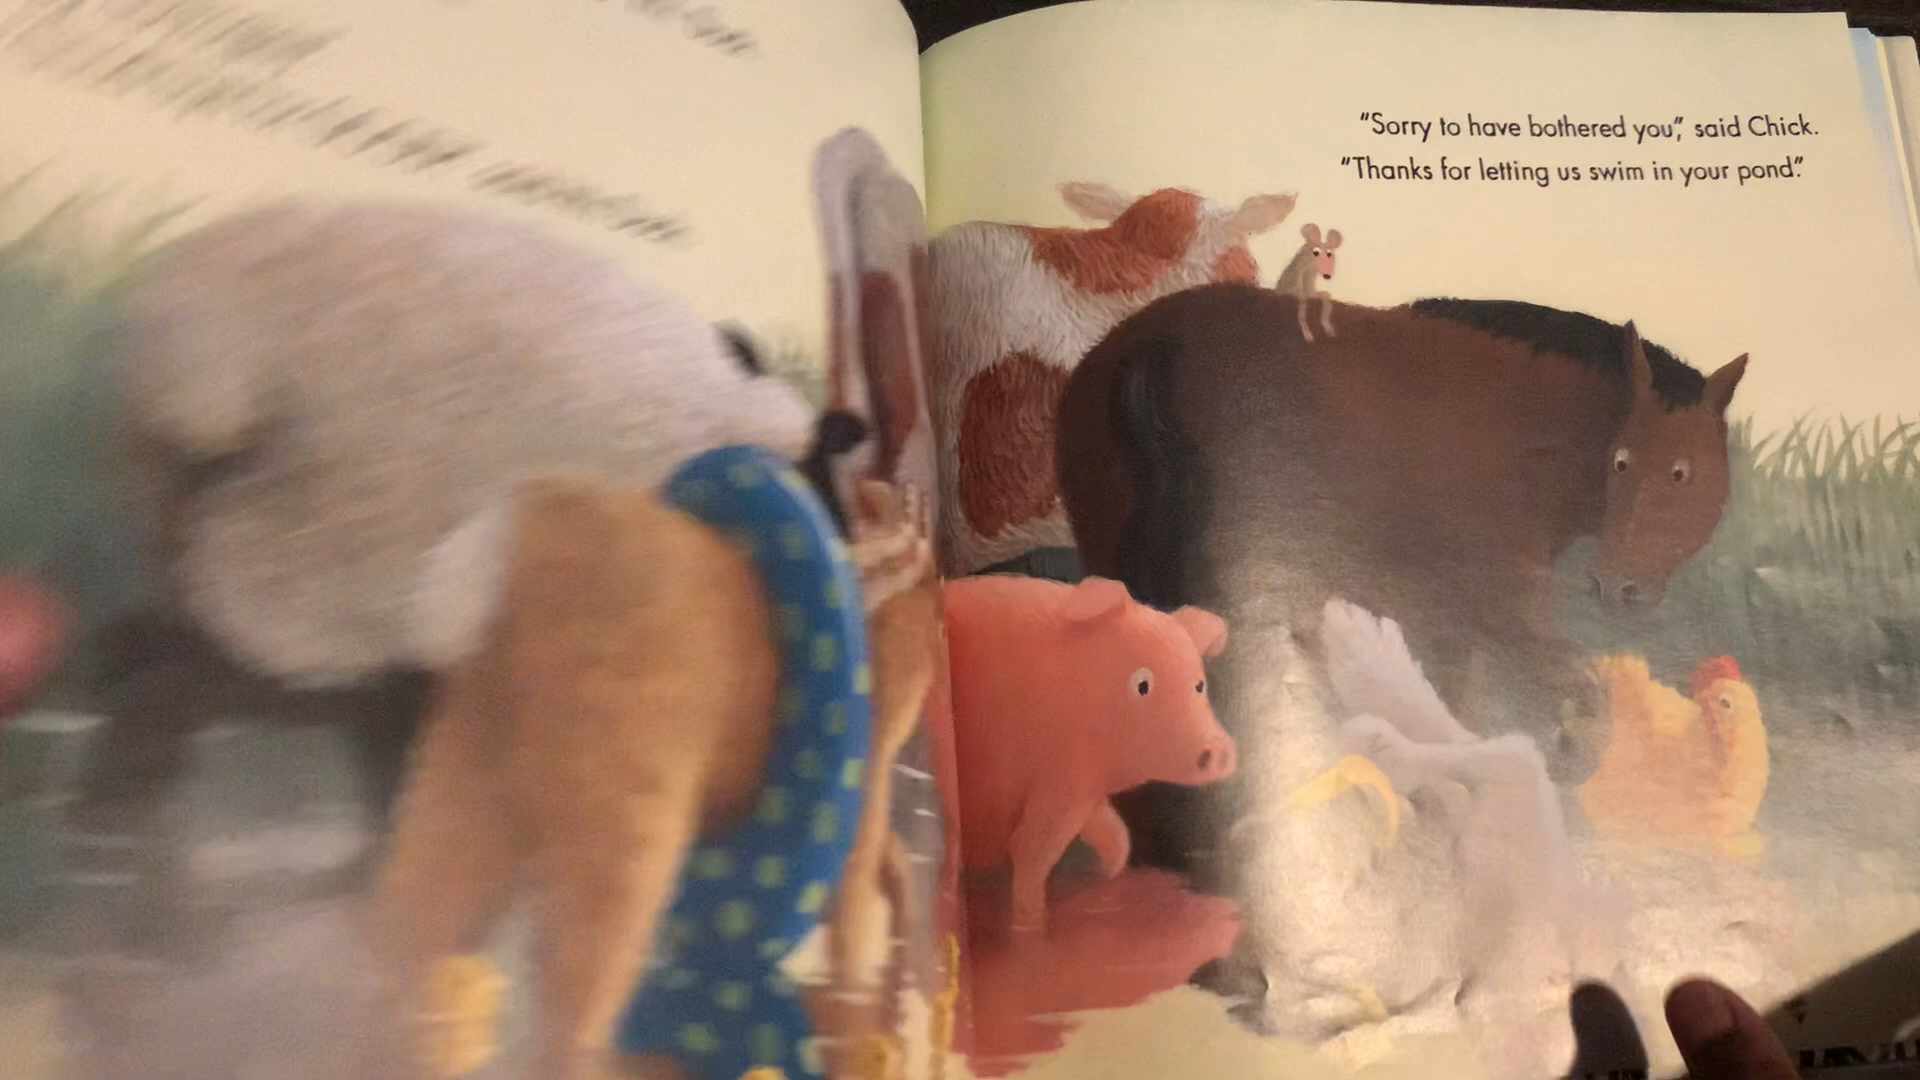 "Sorry to have bothered you," said Chick.
"Thanks for letting us swim in your pond."